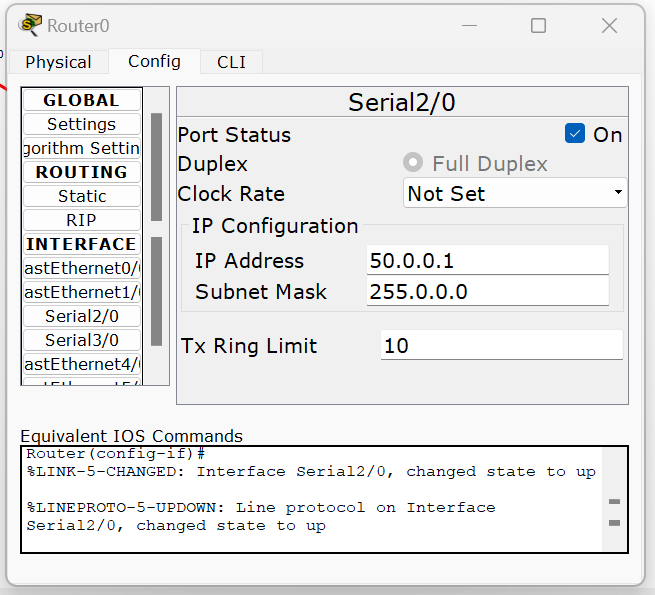 Router0
Physical Config CLI
GLOBAL
Settings
gorithm Settin
ROUTING
Static
RIP
INTERFACE
astEthernet0/
astEthernet1/
Serial2/0
Serial3/0
astEthernet4/
Serial2/0
Port Status On
Duplex Full Duplex
Clock Rate Not Set
IP Configuration
IP Address 50.0.0.1
Subnet Mask 255.0.0.0
Tx Ring Limit 10
Equivalent IOS Commands
Router(config-if)#
%LINK-5-CHANGED: Interface Serial2/0, changed state to up
%LINEPROTO-5-UPDOWN: Line protocol on Interface
Serial2/0, changed state to up